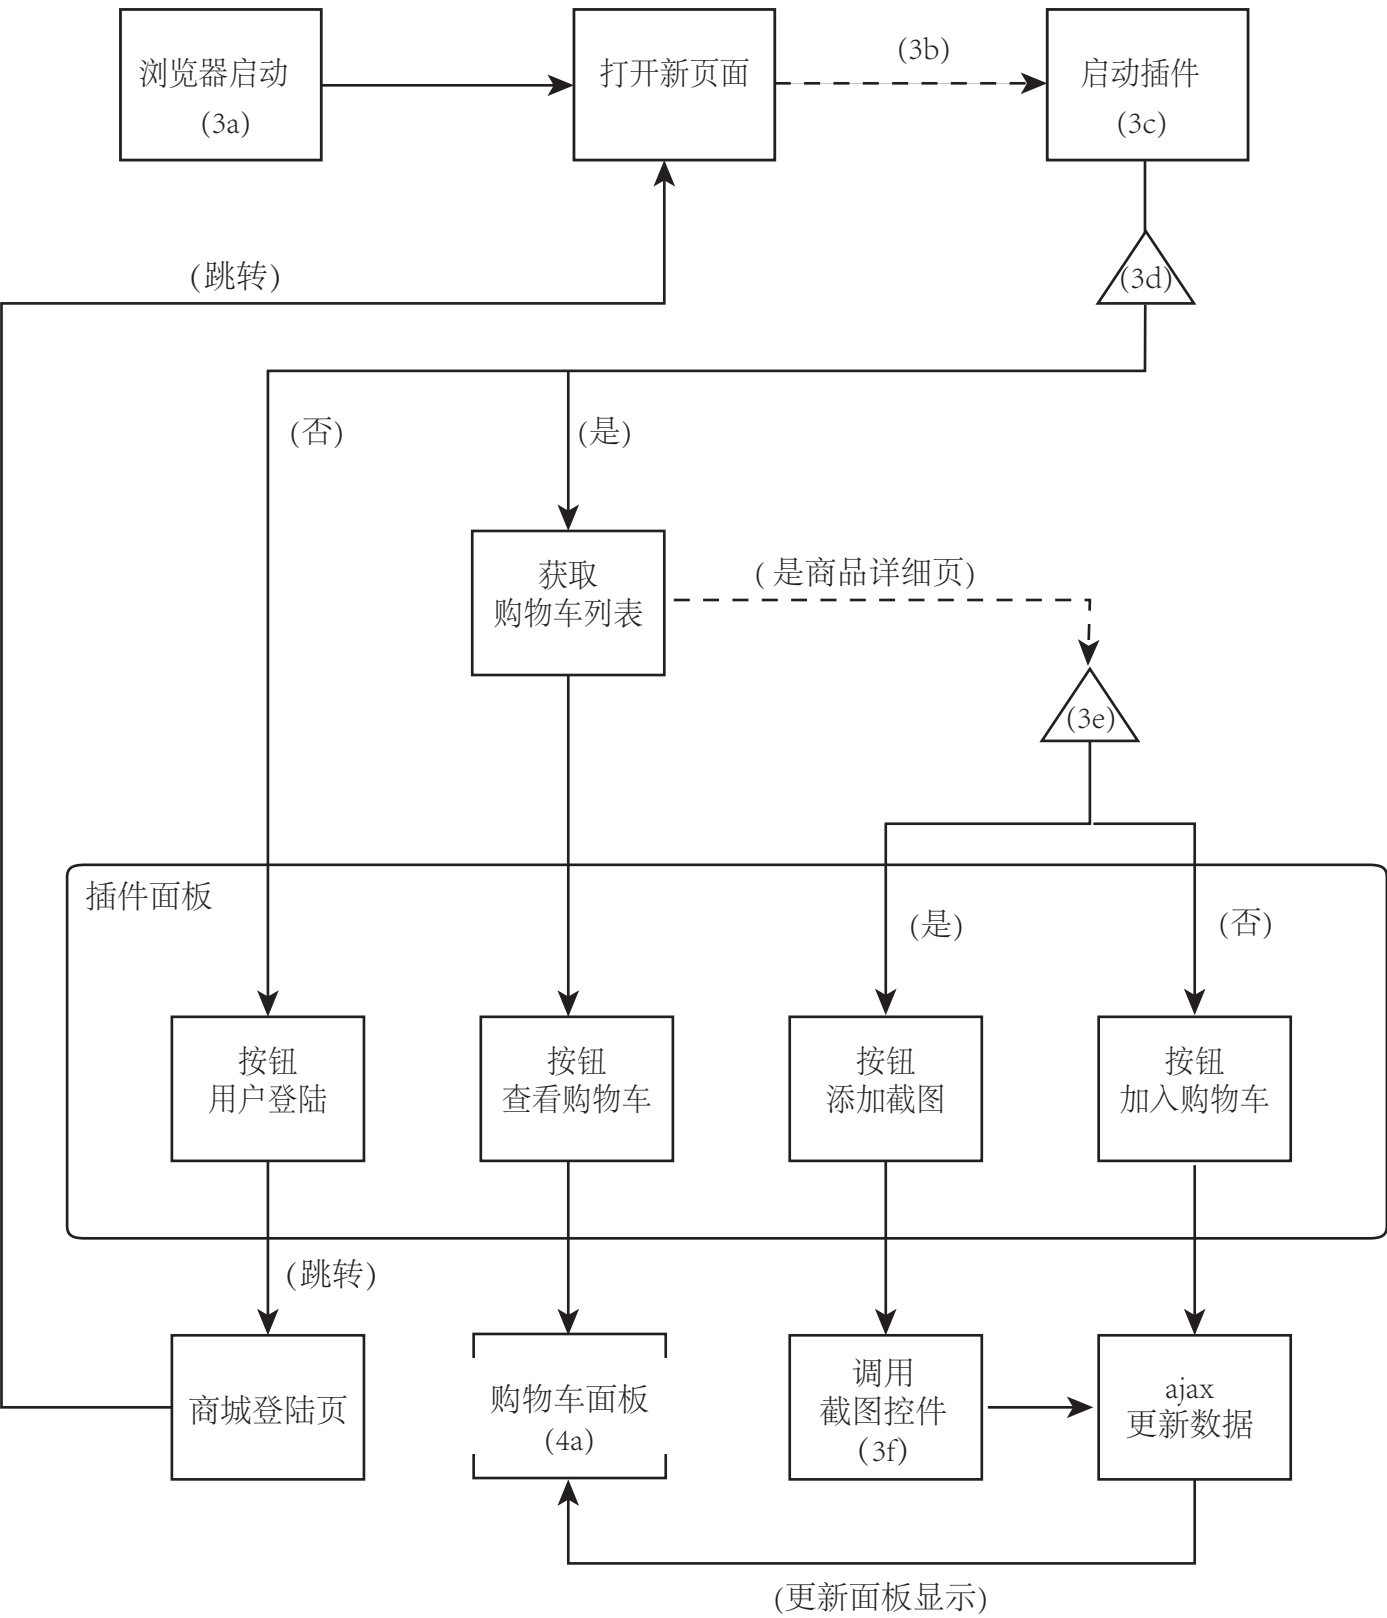 浏览器启动
(3a)
打开新页面
(3b)
启动插件
(3c)
(跳转)
(3d)
(否)
(是)
获取
购物车列表
(是商品详细页)
(3e)
插件面板
(是)
(否)
按钮
用户登陆
按钮
查看购物车
按钮
添加截图
按钮
加入购物车
(跳转)
商城登陆页
购物车面板
(4a)
调用
截图控件
(3f)
ajax
更新数据
(更新面板显示)